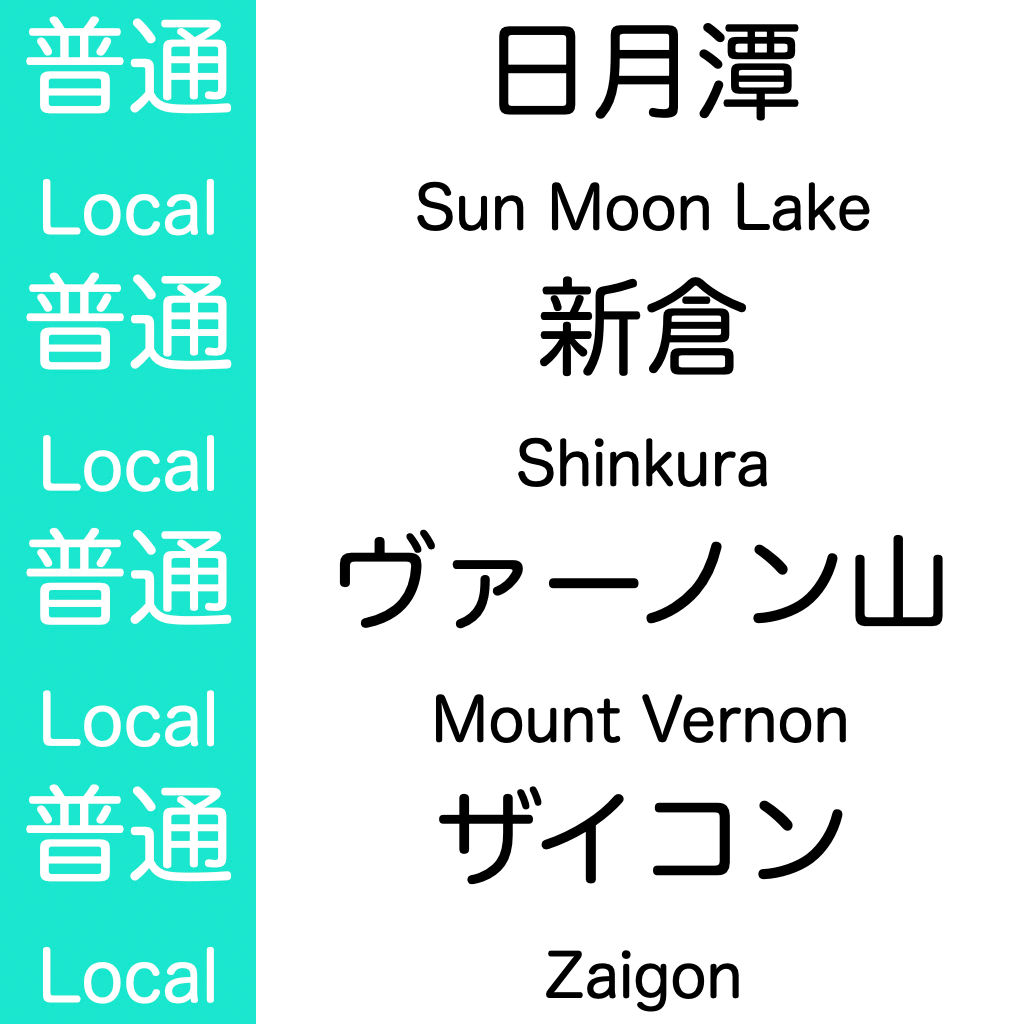 普通 日月潭
Local Sun Moon Lake
普通 新倉
Local Shinkura
普通 ヴァーノン山
Local Mount Vernon
普通 ザイコン
Local Zaigon